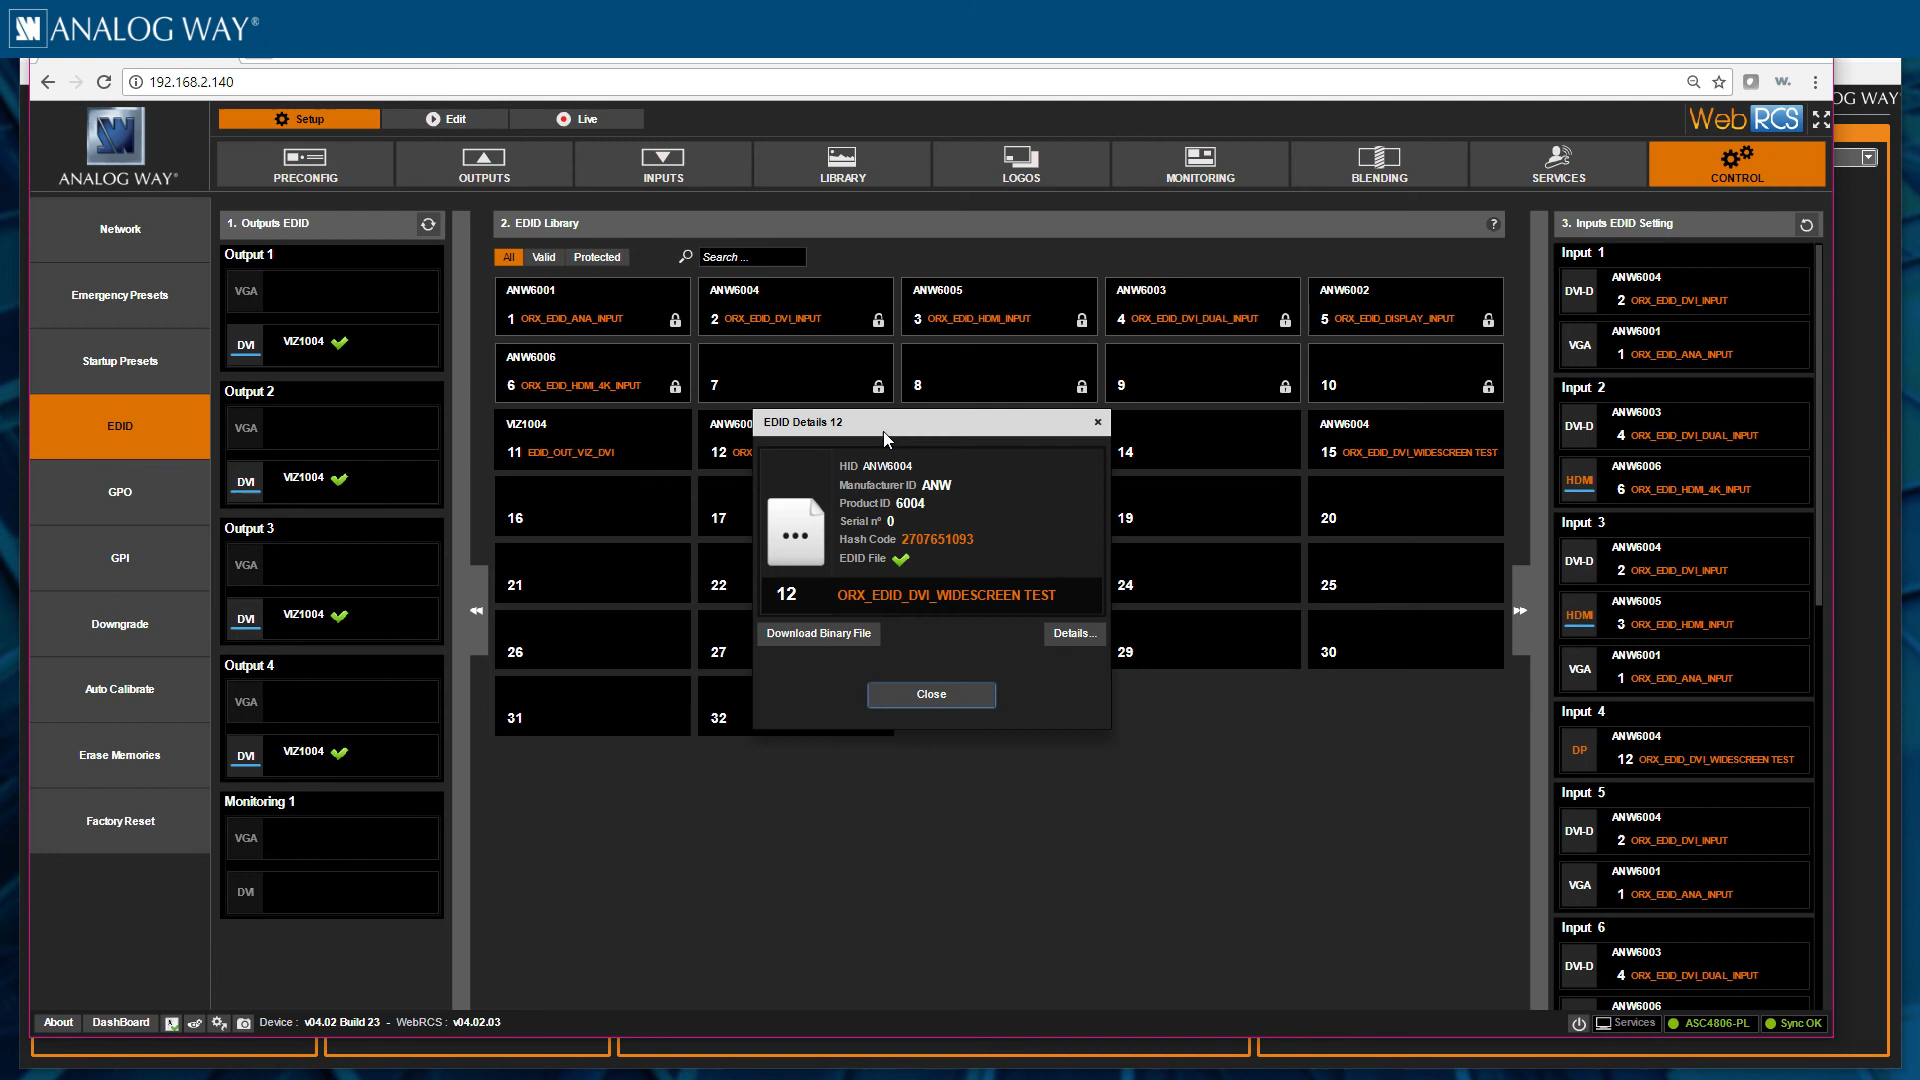 ANALOG WAY®
192.168.2.140
w.
OG WAY®
ANALOG WAY®
Setup
Edit
Live
Web RCS
PRECONFIG
OUTPUTS
INPUTS
LIBRARY
LOGOS
MONITORING
BLENDING
SERVICES
CONTROL
Network
Emergency Presets
Startup Presets
EDID
GPO
GPI
Downgrade
Auto Calibrate
Erase Memories
Factory Reset
1. Outputs EDID
Output 1
VGA
DVI VIZ1004
Output 2
VGA
DVI VIZ1004
Output 3
VGA
DVI VIZ1004
Output 4
VGA
DVI VIZ1004
Monitoring 1
VGA
DVI
2. EDID Library ?
All Valid Protected Search ...
ANW6001
1 ORX_EDID_ANA_INPUT
ANW6004
2 ORX_EDID_DVI_INPUT
ANW6005
3 ORX_EDID_HDMI_INPUT
ANW6003
4 ORX_EDID_DVI_DUAL_INPUT
ANW6002
5 ORX_EDID_DISPLAY_INPUT
ANW6006
6 ORX_EDID_HDMI_4K_INPUT
7
8
9
10
VIZ1004
11 EDID_OUT_VIZ_DVI
ANW600
12 ORX
14
ANW6004
15 ORX_EDID_DVI_WIDESCREEN TEST
16
17
19
20
21
22
24
25
26
27
29
30
31
32
EDID Details 12 ×
HID ANW6004
Manufacturer ID ANW
Product ID 6004
Serial n° 0
Hash Code 2707651093
EDID File
12 ORX_EDID_DVI_WIDESCREEN TEST
Download Binary File
Details...
Close
3. Inputs EDID Setting
Input 1
DVI-D ANW6004
2 ORX_EDID_DVI_INPUT
VGA ANW6001
1 ORX_EDID_ANA_INPUT
Input 2
DVI-D ANW6003
4 ORX_EDID_DVI_DUAL_INPUT
HDMI ANW6006
6 ORX_EDID_HDMI_4K_INPUT
Input 3
DVI-D ANW6004
2 ORX_EDID_DVI_INPUT
HDMI ANW6005
3 ORX_EDID_HDMI_INPUT
VGA ANW6001
1 ORX_EDID_ANA_INPUT
Input 4
DP ANW6004
12 ORX_EDID_DVI_WIDESCREEN TEST
Input 5
DVI-D ANW6004
2 ORX_EDID_DVI_INPUT
VGA ANW6001
1 ORX_EDID_ANA_INPUT
Input 6
DVI-D ANW6003
4 ORX_EDID_DVI_DUAL_INPUT
ANW6006
About DashBoard Device : v04.02 Build 23 - WebRCS : v04.02.03
Services ASC4806-PL Sync OK